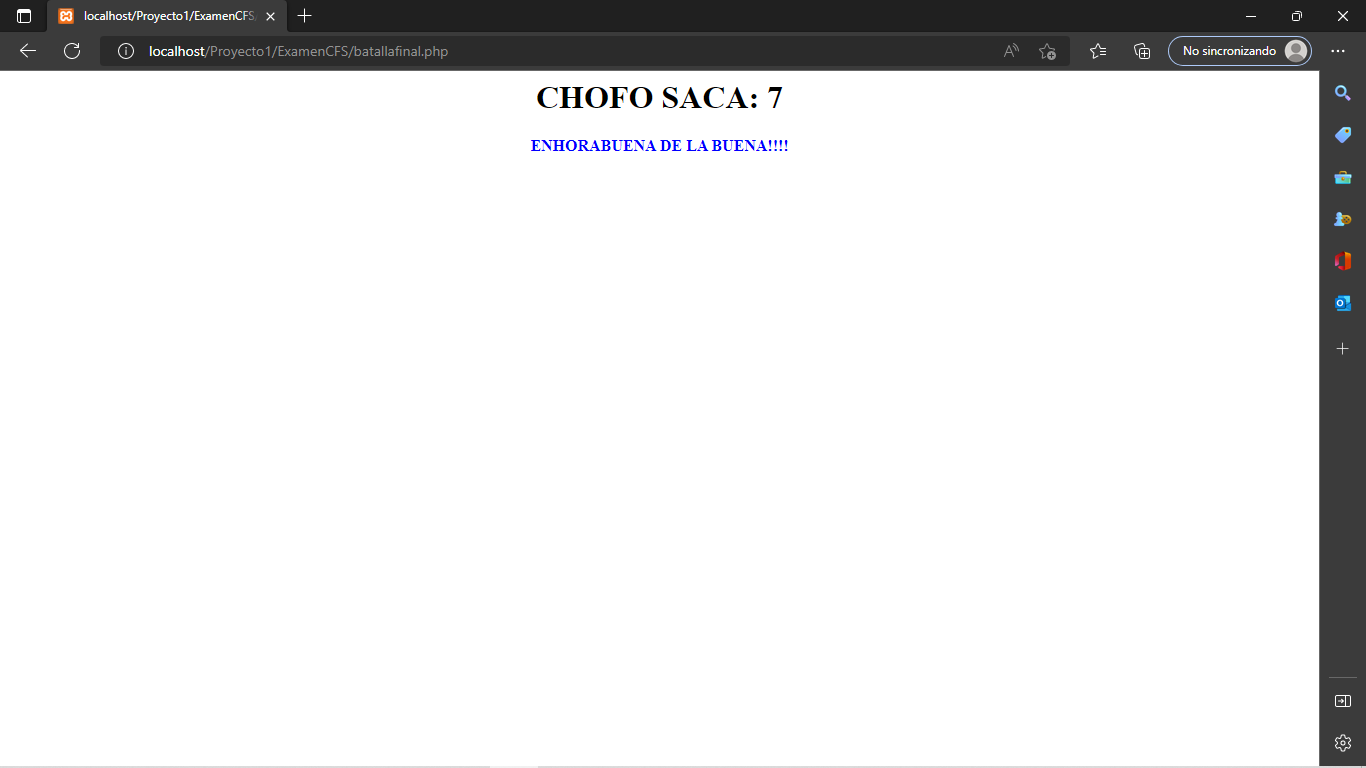 localhost/Proyecto1/ExamenCFS/
localhost/Proyecto1/ExamenCFS/batallafinal.php
No sincronizando
CHOFO SACA: 7
ENHORABUENA DE LA BUENA!!!!